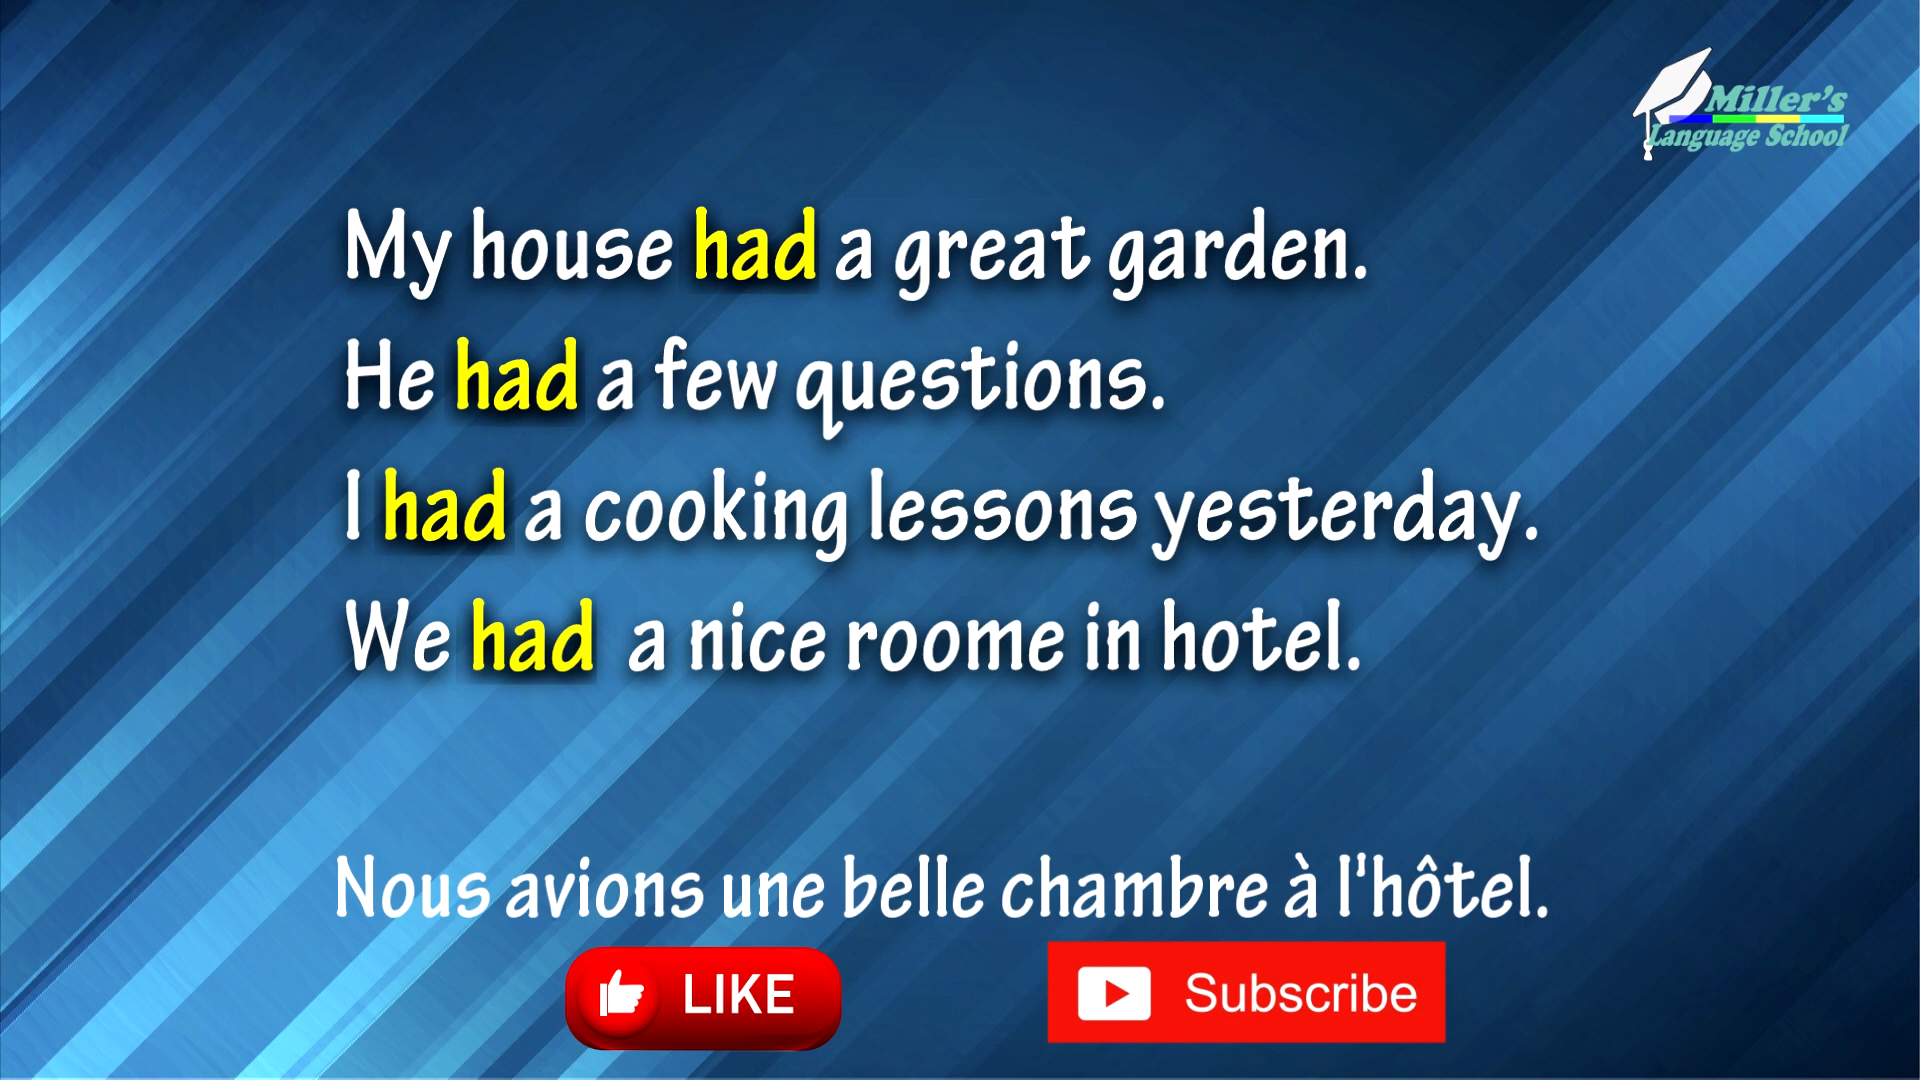 Miller's
Language School
My house had a great garden.
He had a few questions.
I had a cooking lessons yesterday.
We had a nice roome in hotel.
Nous avions une belle chambre à l'hôtel.
LIKE
Subscribe